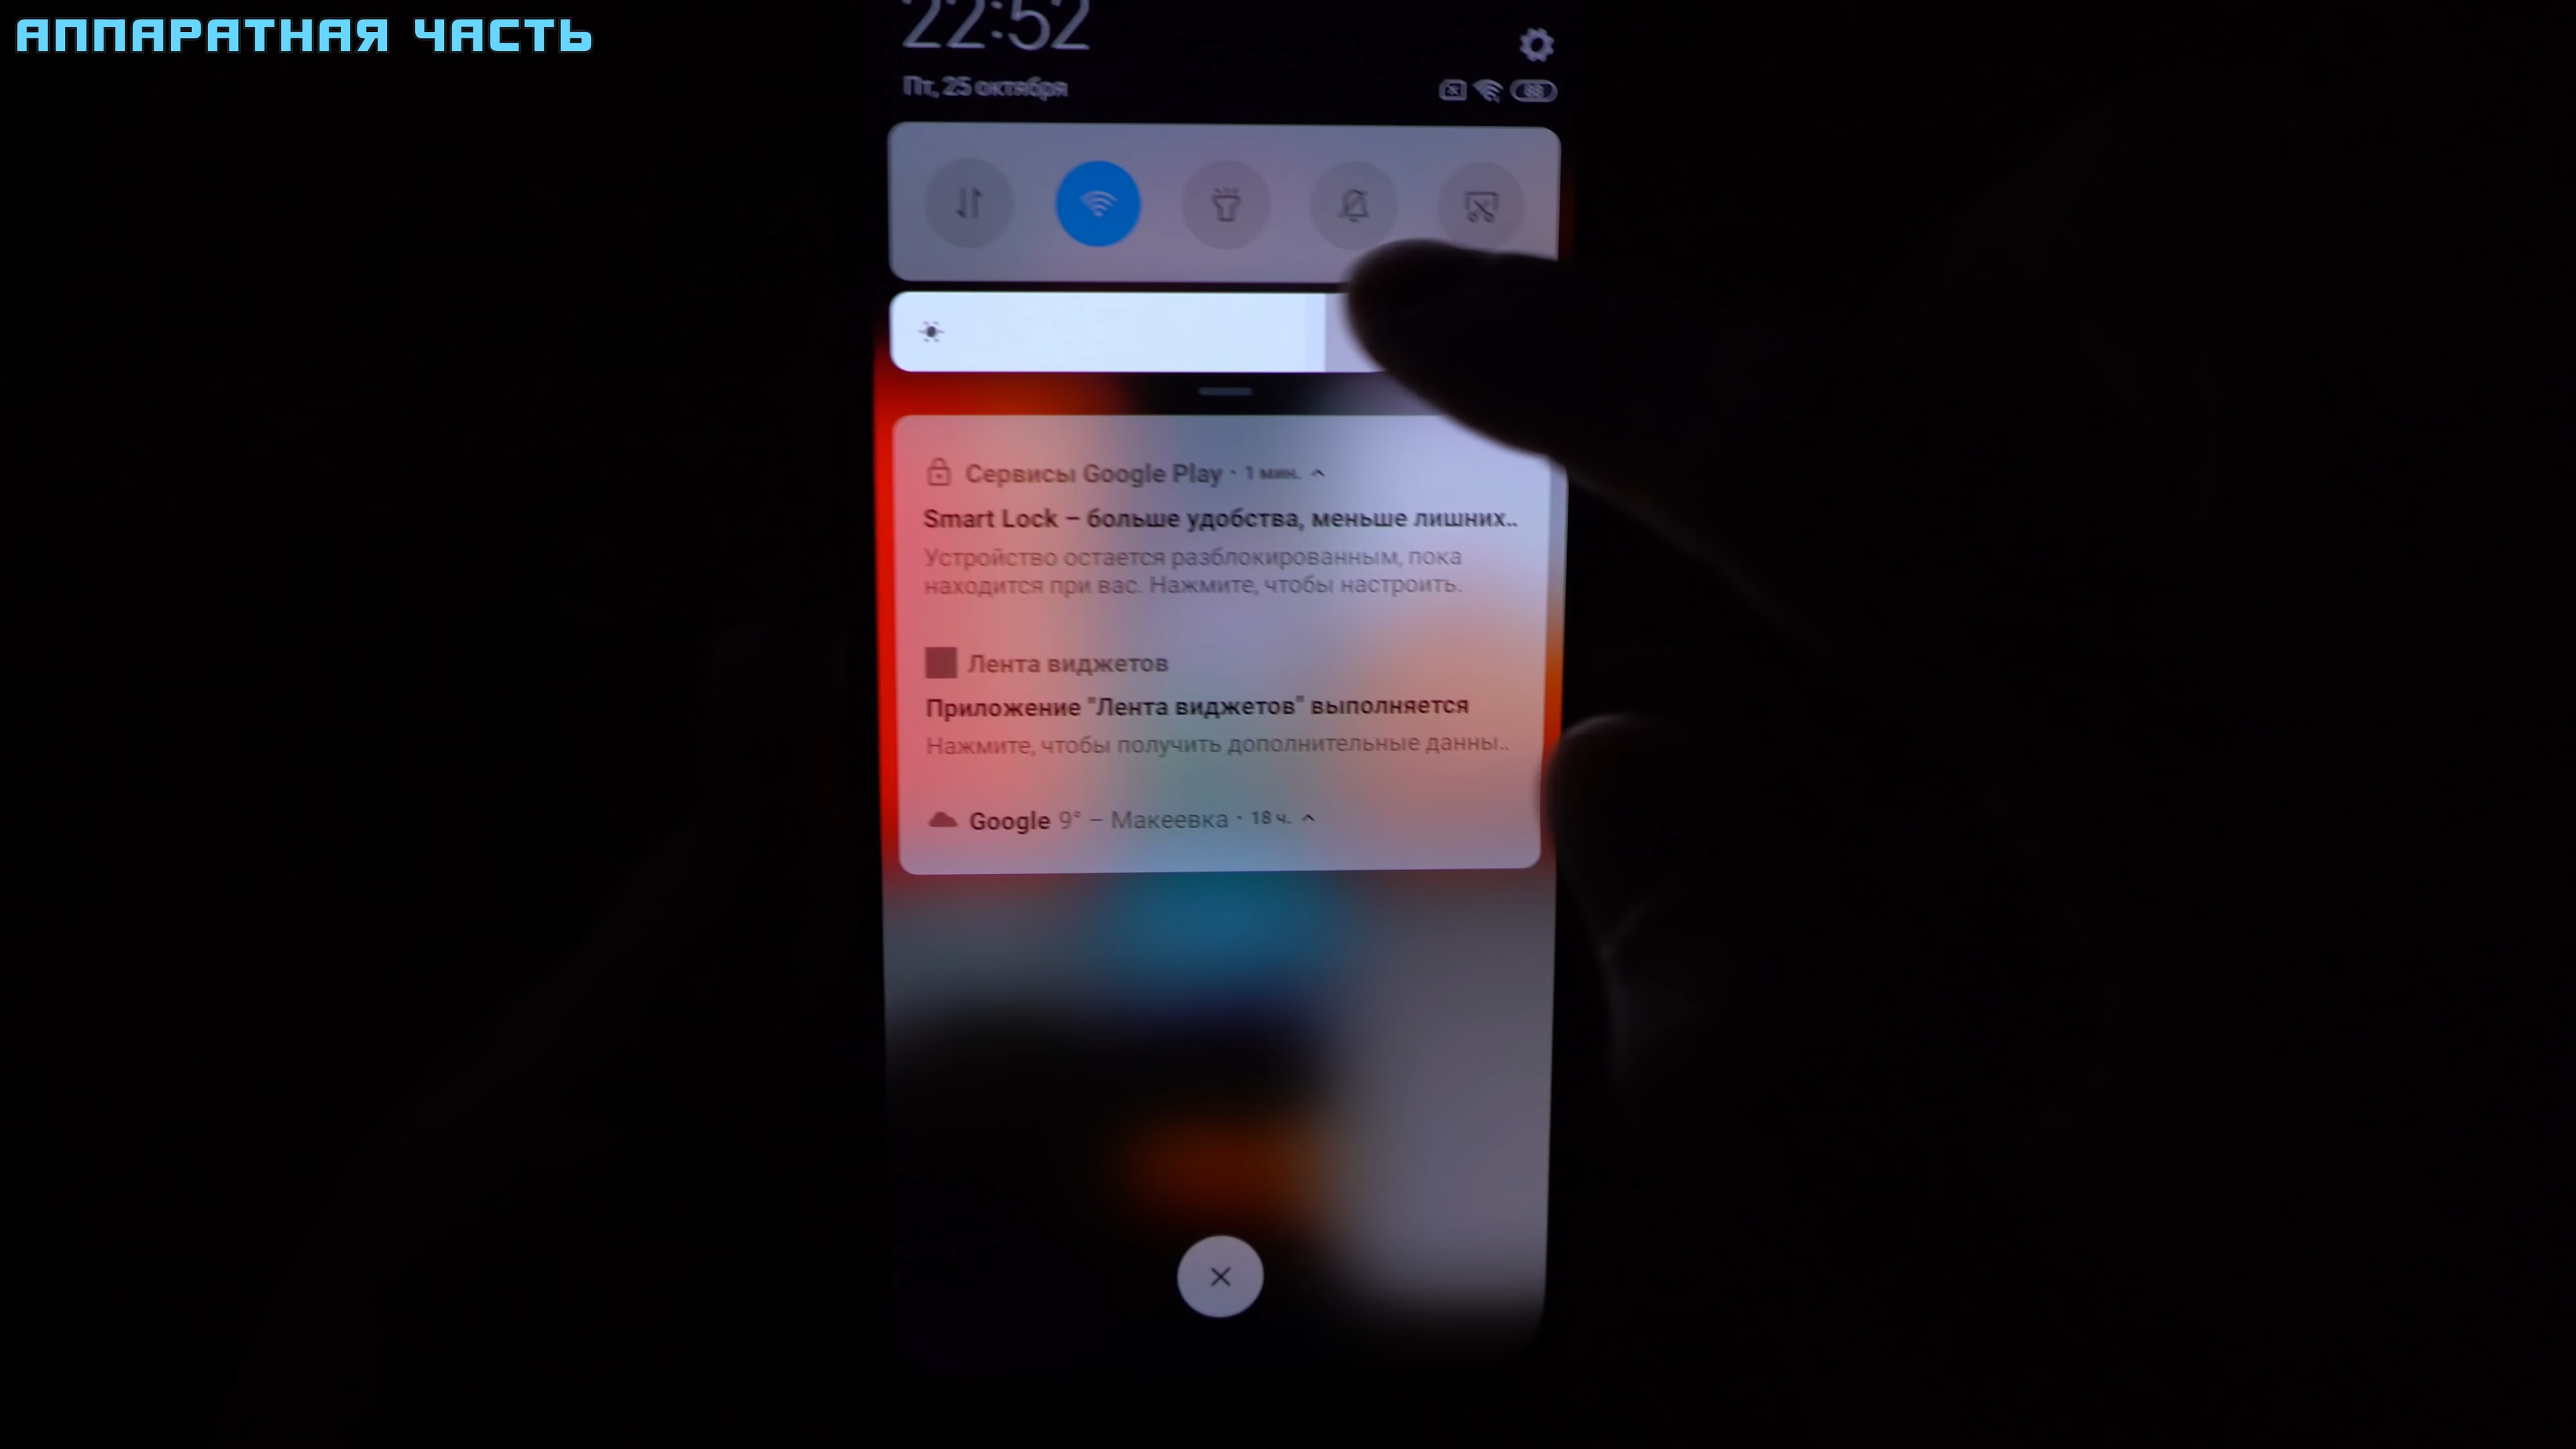 АППАРАТНАЯ ЧАСТЬ
22:52
Пт, 25 октября
88
Сервисы Google Play · 1 мин.
Smart Lock – больше удобства, меньше лишних..
Устройство остается разблокированным, пока
находится при вас. Нажмите, чтобы настроить.
Лента виджетов
Приложение "Лента виджетов" выполняется
Нажмите, чтобы получить дополнительные данны..
Google 9° – Макеевка · 18 ч.